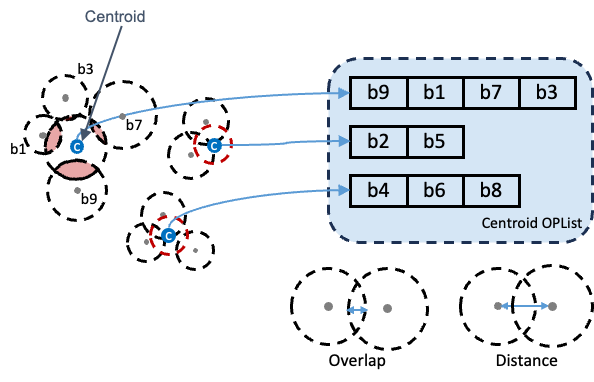 Centroid
b3
b7
b1
b9
C
C
C
b9 b1 b7 b3
b2 b5
b4 b6 b8
Centroid OPList
Overlap
Distance